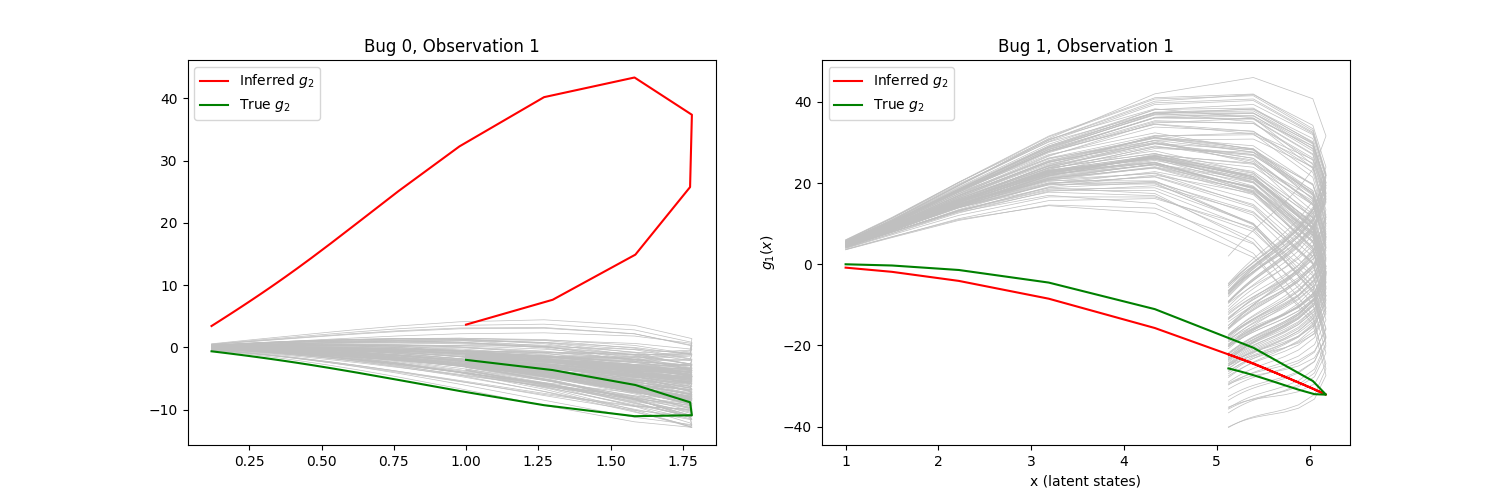 Bug 0, Observation 1
Inferred g₂
True g₂
40
30
20
10
0
−10
0.25 0.50 0.75 1.00 1.25 1.50 1.75
Bug 1, Observation 1
Inferred g₂
True g₂
g₁(x)
40
20
0
−20
−40
1 2 3 4 5 6
x (latent states)